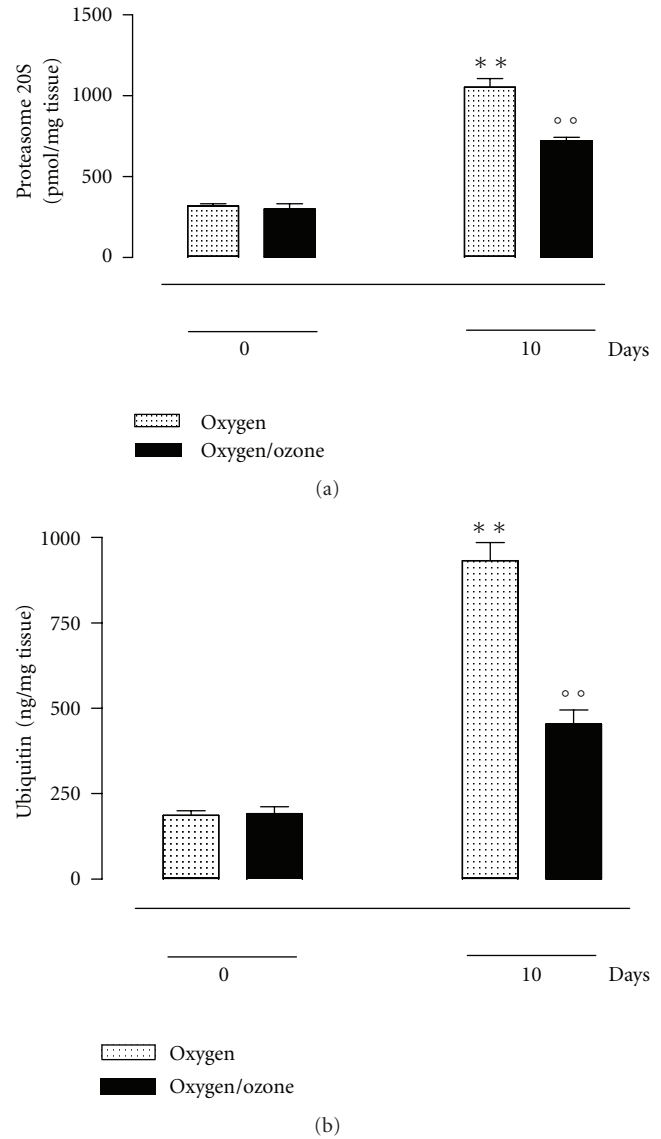 1500
1000
500
0
Proteasome 20S
(pmol/mg tissue)
∗ ∗
° °
0
10
Days
Oxygen
Oxygen/ozone
(a)
1000
750
500
250
0
Ubiquitin (ng/mg tissue)
∗ ∗
° °
0
10
Days
Oxygen
Oxygen/ozone
(b)